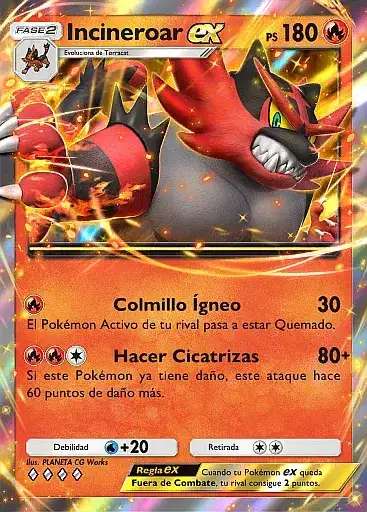 FASE 2 Incineroar ex PS 180
Evoluciona de Torracat
Colmillo Ígneo 30
El Pokémon Activo de tu rival pasa a estar Quemado.
Hacer Cicatrizas 80+
Si este Pokémon ya tiene daño, este ataque hace
60 puntos de daño más.
Debilidad +20 Retirada
Ilus. PLANETA CG Works
Regla ex Cuando tu Pokémon ex queda
Fuera de Combate, tu rival consigue 2 puntos.